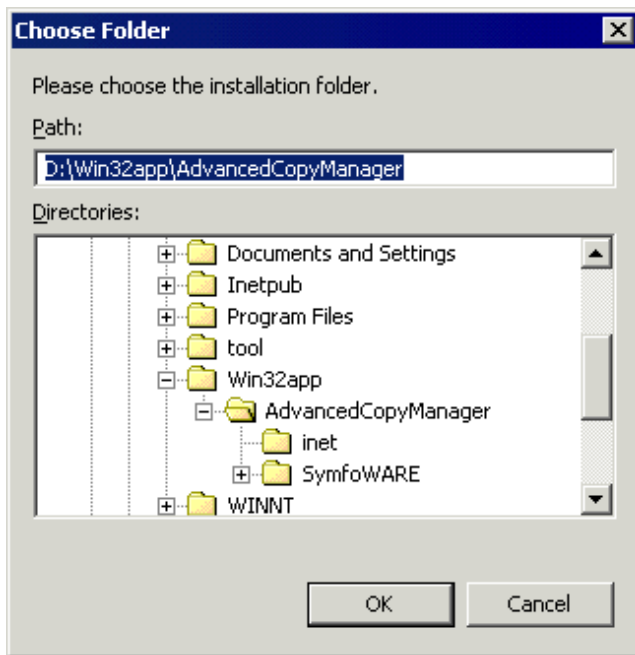 Choose Folder
Please choose the installation folder.
Path:
D:\Win32app\AdvancedCopyManager
Directories:
Documents and Settings
Inetpub
Program Files
tool
Win32app
AdvancedCopyManager
inet
SymfoWARE
WINNT
OK Cancel